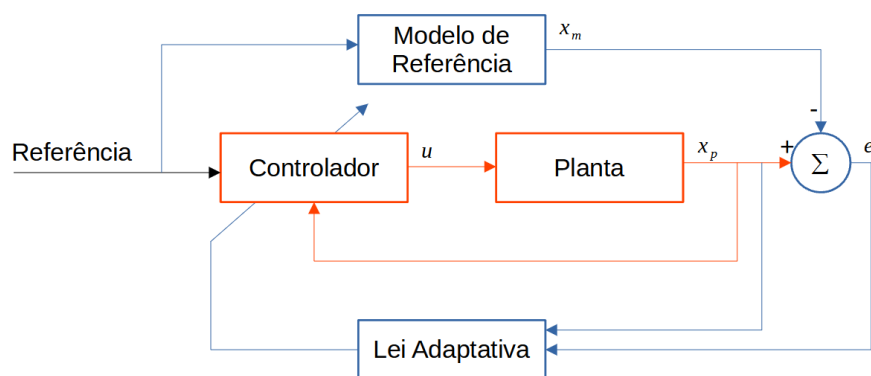 Modelo de
Referência
x_m
-
Referência
Controlador
u
Planta
x_p
+
Σ
e
Lei Adaptativa